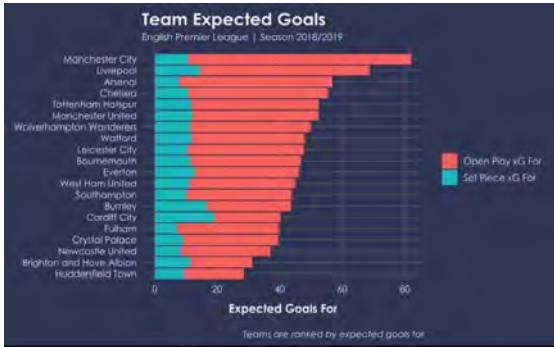 Team Expected Goals
English Premier League | Season 2018/2019
Manchester City
Liverpool
Arsenal
Chelsea
Tottenham Hotspur
Manchester United
Wolverhampton Wanderers
Watford
Leicester City
Bournemouth
Everton
West Ham United
Southampton
Burnley
Cardiff City
Fulham
Crystal Palace
Newcastle United
Brighton and Hove Albion
Huddersfield Town
Open Play xG For
Set Piece xG For
0 20 40 60 80
Expected Goals For
Teams are ranked by expected goals for